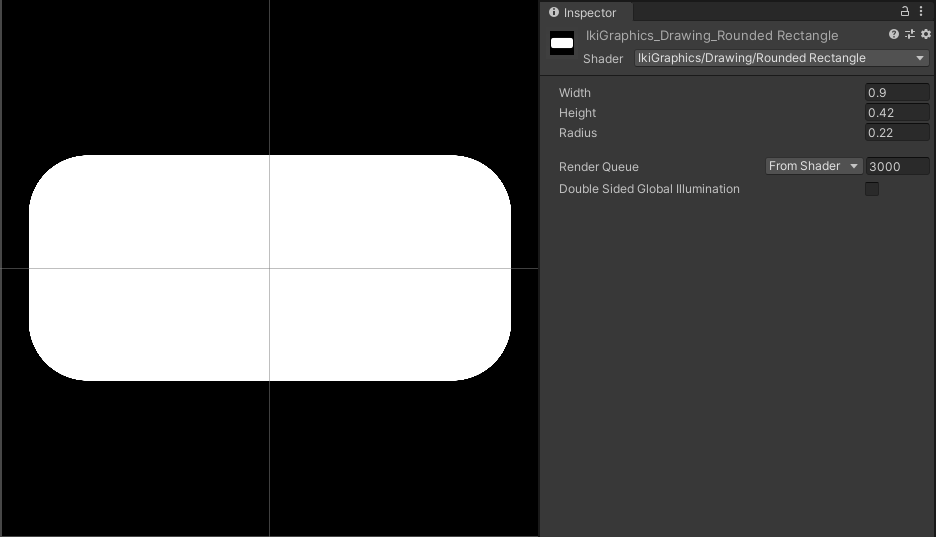 Inspector
IkiGraphics_Drawing_Rounded Rectangle
Shader IkiGraphics/Drawing/Rounded Rectangle
Width 0.9
Height 0.42
Radius 0.22
Render Queue From Shader 3000
Double Sided Global Illumination